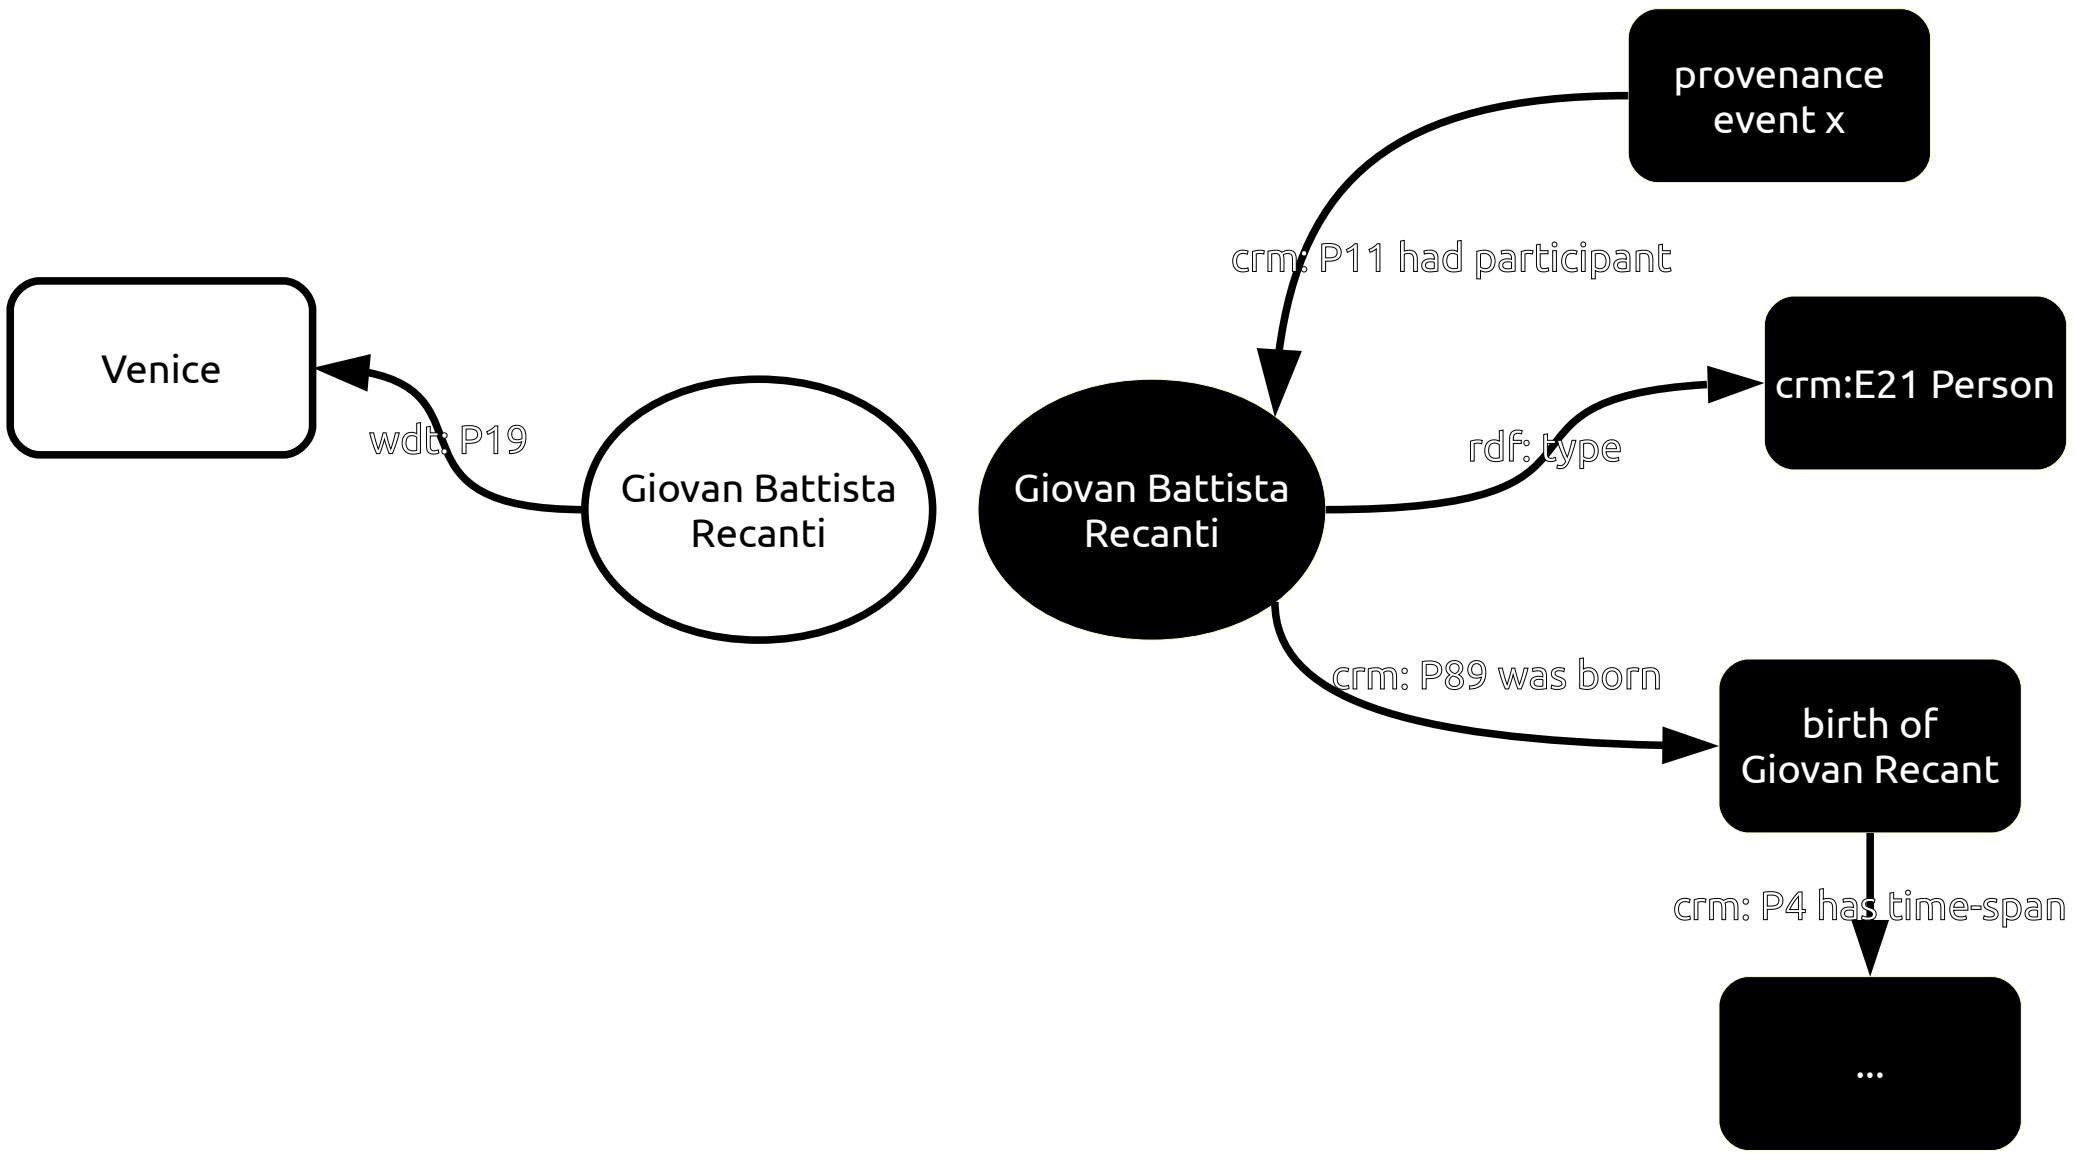 provenance
event x
crm: P11 had participant
Venice
wdt: P19
crm:E21 Person
rdf: type
Giovan Battista
Recanti
Giovan Battista
Recanti
crm: P89 was born
birth of
Giovan Recant
crm: P4 has time-span
...